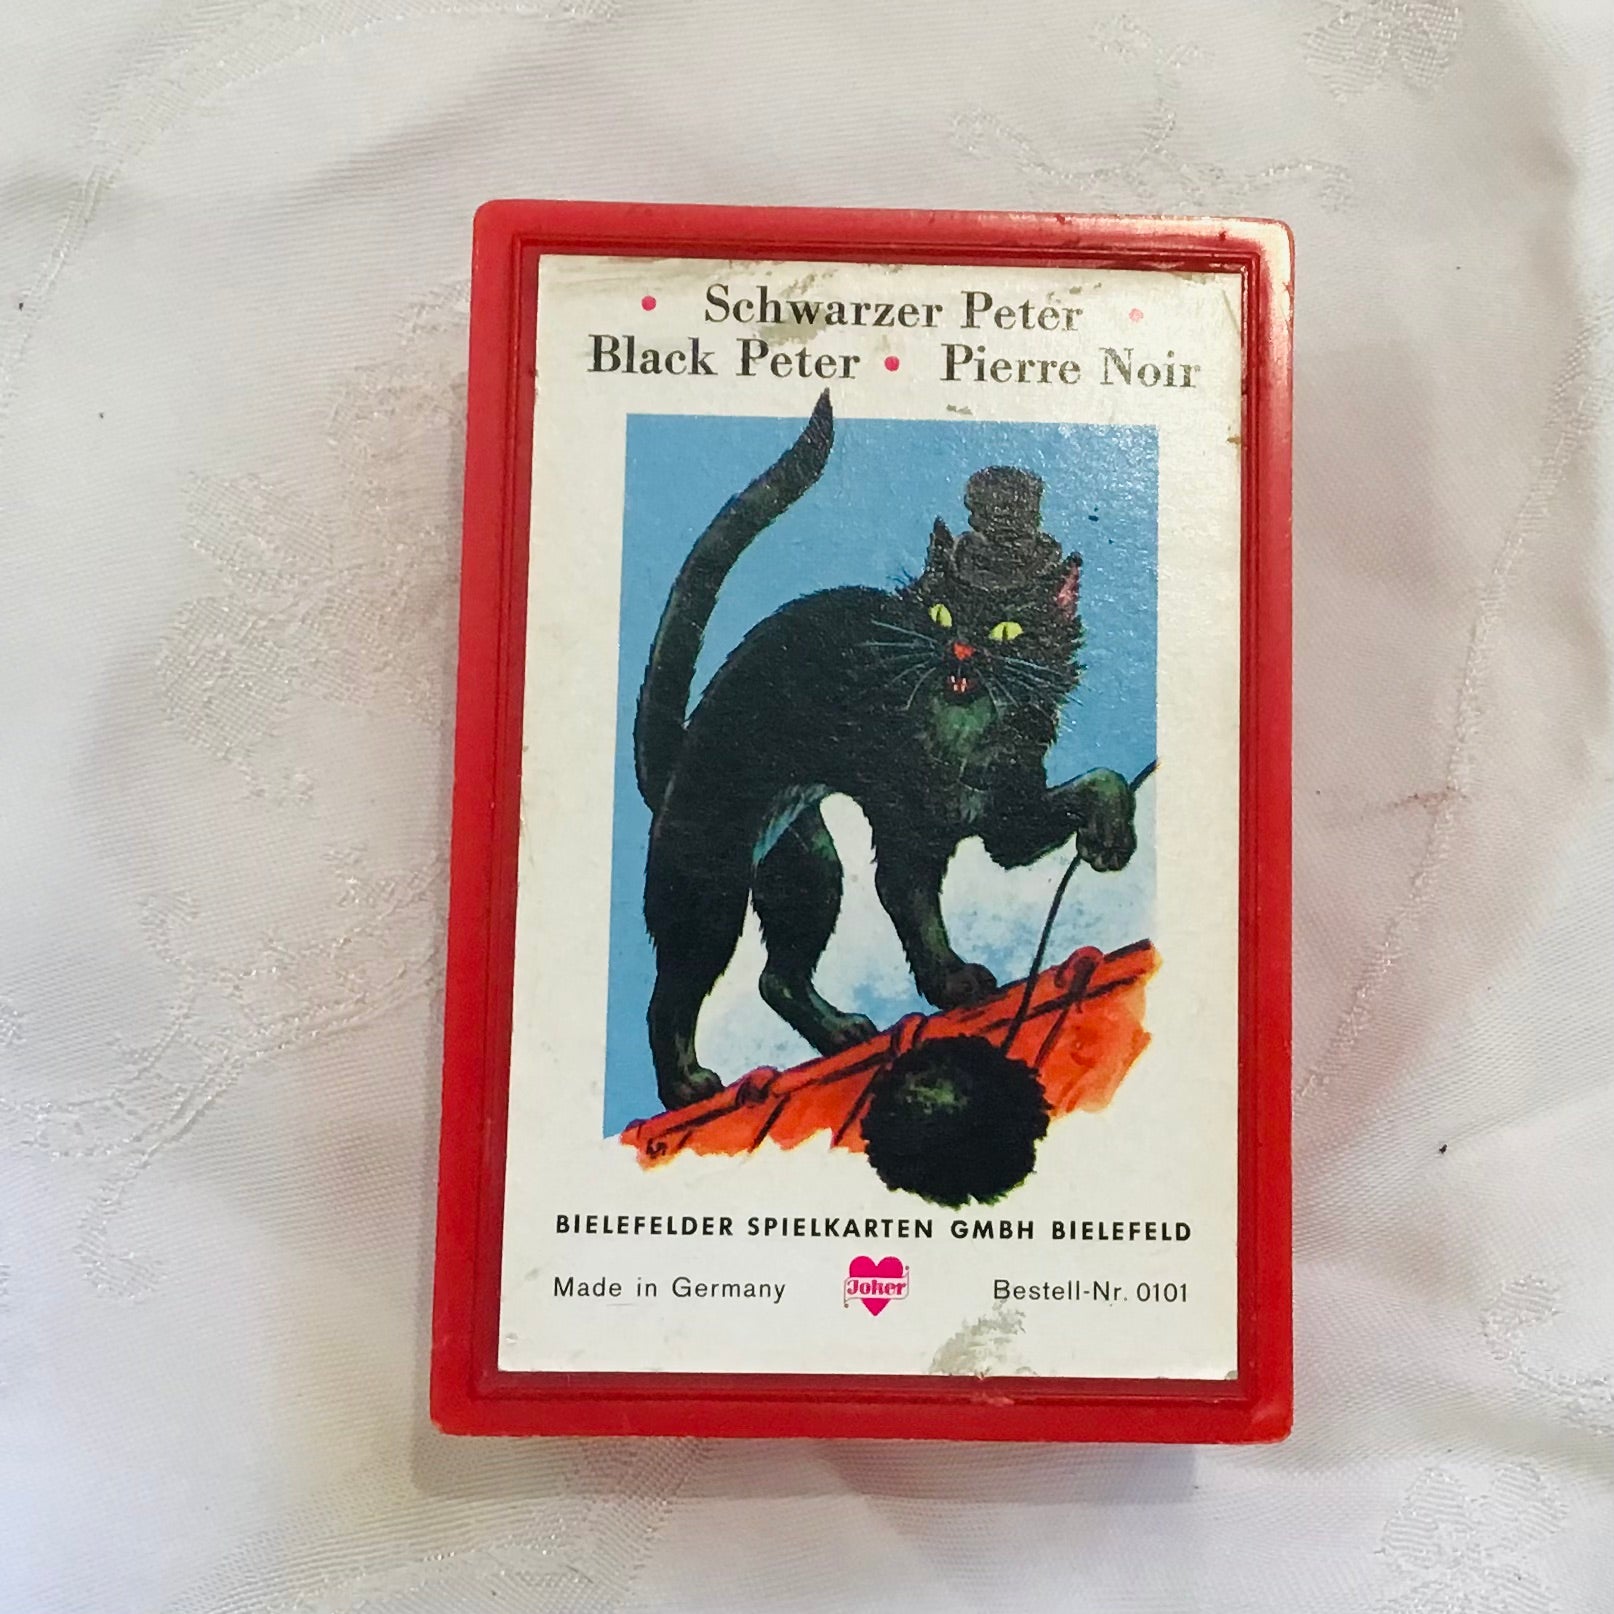 • Schwarzer Peter •
Black Peter • Pierre Noir
BIELEFELDER SPIELKARTEN GMBH BIELEFELD
Made in Germany Joker Bestell-Nr. 0101